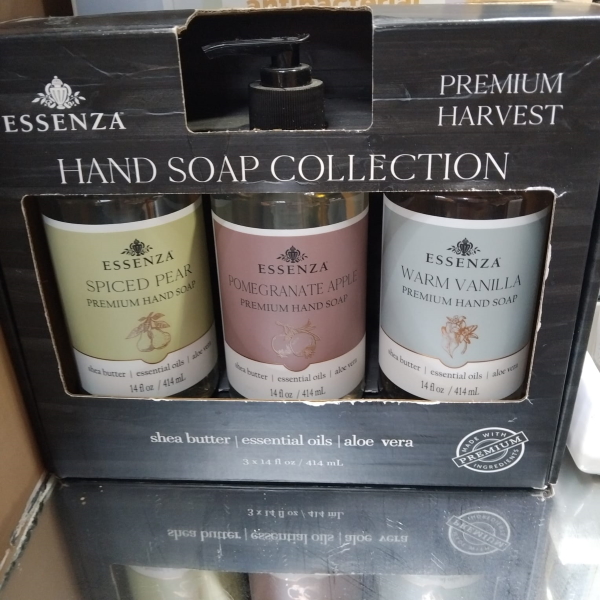 ESSENZA
PREMIUM
HARVEST
HAND SOAP COLLECTION
ESSENZA
SPICED PEAR
PREMIUM HAND SOAP
shea butter | essential oils | aloe vera
14 fl oz / 414 mL
ESSENZA
POMEGRANATE APPLE
PREMIUM HAND SOAP
shea butter | essential oils | aloe vera
14 fl oz / 414 mL
ESSENZA
WARM VANILLA
PREMIUM HAND SOAP
shea butter | essential oils | aloe vera
14 fl oz / 414 mL
shea butter | essential oils | aloe vera
3 x 14 fl oz / 414 mL
MADE WITH
PREMIUM
INGREDIENTS